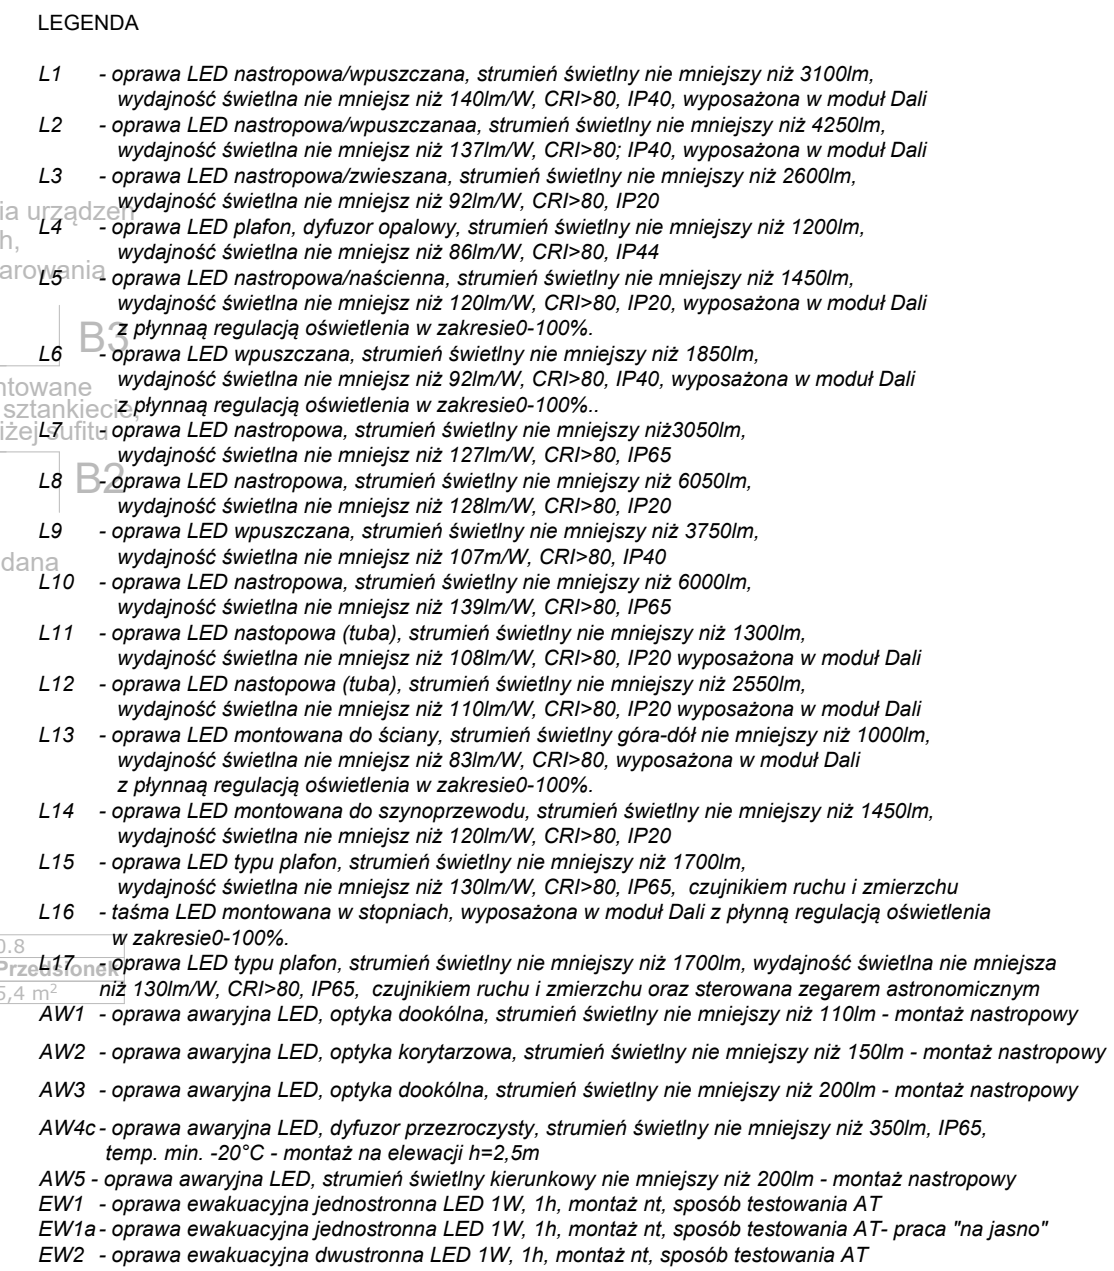 LEGENDA
L1 - oprawa LED nastropowa/wpuszczana, strumień świetlny nie mniejszy niż 3100lm,
wydajność świetlna nie mniejsz niż 140lm/W, CRI>80, IP40, wyposażona w moduł Dali
L2 - oprawa LED nastropowa/wpuszczanaa, strumień świetlny nie mniejszy niż 4250lm,
wydajność świetlna nie mniejsz niż 137lm/W, CRI>80; IP40, wyposażona w moduł Dali
L3 - oprawa LED nastropowa/zwieszana, strumień świetlny nie mniejszy niż 2600lm,
wydajność świetlna nie mniejsz niż 92lm/W, CRI>80, IP20
ia urządzeń
L4 - oprawa LED plafon, dyfuzor opalowy, strumień świetlny nie mniejszy niż 1200lm,
h,
wydajność świetlna nie mniejsz niż 86lm/W, CRI>80, IP44
arowania
L5 - oprawa LED nastropowa/naścienna, strumień świetlny nie mniejszy niż 1450lm,
wydajność świetlna nie mniejsz niż 120lm/W, CRI>80, IP20, wyposażona w moduł Dali
z płynnaą regulacją oświetlenia w zakresie0-100%.
B3
L6 - oprawa LED wpuszczana, strumień świetlny nie mniejszy niż 1850lm,
wydajność świetlna nie mniejsz niż 92lm/W, CRI>80, IP40, wyposażona w moduł Dali
ntowane
z płynnaą regulacją oświetlenia w zakresie0-100%..
sztankiecie,
L7 - oprawa LED nastropowa, strumień świetlny nie mniejszy niż3050lm,
iżej sufitu
wydajność świetlna nie mniejsz niż 127lm/W, CRI>80, IP65
B2
L8 - oprawa LED nastropowa, strumień świetlny nie mniejszy niż 6050lm,
wydajność świetlna nie mniejsz niż 128lm/W, CRI>80, IP20
L9 - oprawa LED wpuszczana, strumień świetlny nie mniejszy niż 3750lm,
wydajność świetlna nie mniejsz niż 107m/W, CRI>80, IP40
dana
L10 - oprawa LED nastropowa, strumień świetlny nie mniejszy niż 6000lm,
wydajność świetlna nie mniejsz niż 139lm/W, CRI>80, IP65
L11 - oprawa LED nastopowa (tuba), strumień świetlny nie mniejszy niż 1300lm,
wydajność świetlna nie mniejsz niż 108lm/W, CRI>80, IP20 wyposażona w moduł Dali
L12 - oprawa LED nastopowa (tuba), strumień świetlny nie mniejszy niż 2550lm,
wydajność świetlna nie mniejsz niż 110lm/W, CRI>80, IP20 wyposażona w moduł Dali
L13 - oprawa LED montowana do ściany, strumień świetlny góra-dół nie mniejszy niż 1000lm,
wydajność świetlna nie mniejsz niż 83lm/W, CRI>80, wyposażona w moduł Dali
z płynnaą regulacją oświetlenia w zakresie0-100%.
L14 - oprawa LED montowana do szynoprzewodu, strumień świetlny nie mniejszy niż 1450lm,
wydajność świetlna nie mniejsz niż 120lm/W, CRI>80, IP20
L15 - oprawa LED typu plafon, strumień świetlny nie mniejszy niż 1700lm,
wydajność świetlna nie mniejsz niż 130lm/W, CRI>80, IP65, czujnikiem ruchu i zmierzchu
L16 - taśma LED montowana w stopniach, wyposażona w moduł Dali z płynną regulacją oświetlenia
w zakresie0-100%.
0.8
L17 - oprawa LED typu plafon, strumień świetlny nie mniejszy niż 1700lm, wydajność świetlna nie mniejsza
Przedsionek
niż 130lm/W, CRI>80, IP65, czujnikiem ruchu i zmierzchu oraz sterowana zegarem astronomicznym
5,4 m²
AW1 - oprawa awaryjna LED, optyka dookólna, strumień świetlny nie mniejszy niż 110lm - montaż nastropowy
AW2 - oprawa awaryjna LED, optyka korytarzowa, strumień świetlny nie mniejszy niż 150lm - montaż nastropowy
AW3 - oprawa awaryjna LED, optyka dookólna, strumień świetlny nie mniejszy niż 200lm - montaż nastropowy
AW4c - oprawa awaryjna LED, dyfuzor przezroczysty, strumień świetlny nie mniejszy niż 350lm, IP65,
temp. min. -20°C - montaż na elewacji h=2,5m
AW5 - oprawa awaryjna LED, strumień świetlny kierunkowy nie mniejszy niż 200lm - montaż nastropowy
EW1 - oprawa ewakuacyjna jednostronna LED 1W, 1h, montaż nt, sposób testowania AT
EW1a - oprawa ewakuacyjna jednostronna LED 1W, 1h, montaż nt, sposób testowania AT- praca "na jasno"
EW2 - oprawa ewakuacyjna dwustronna LED 1W, 1h, montaż nt, sposób testowania AT